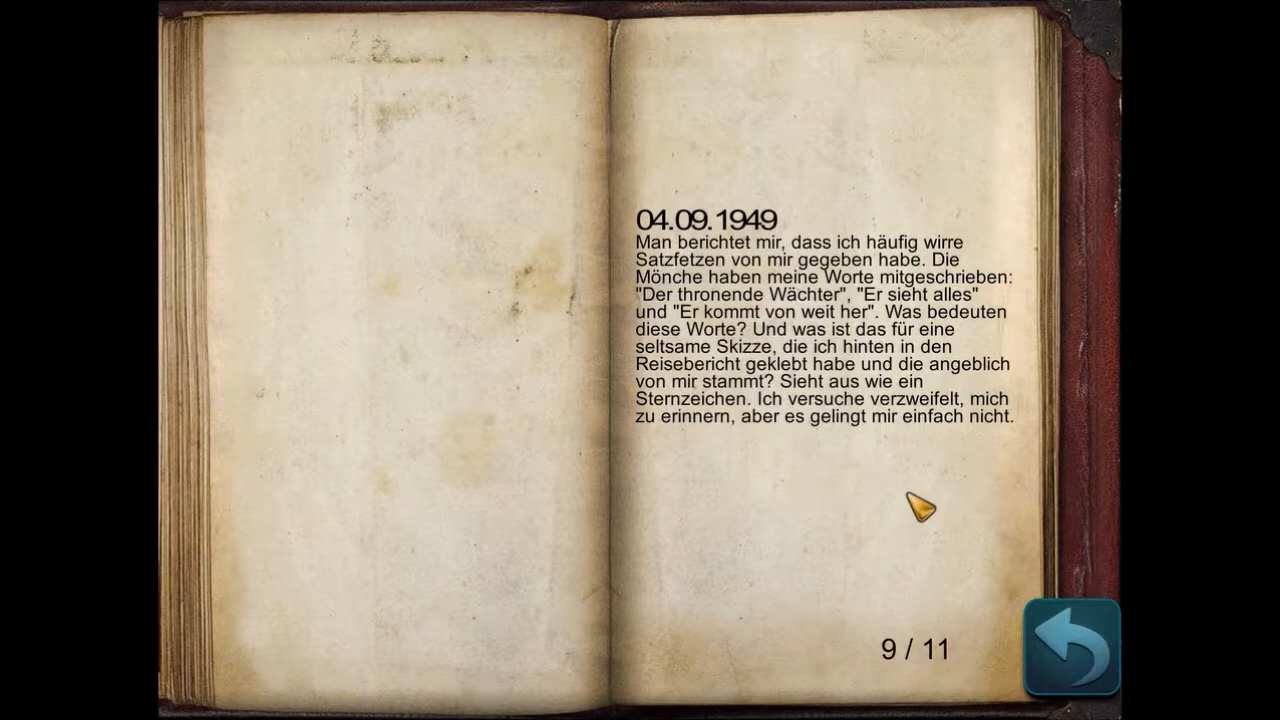 04.09.1949
Man berichtet mir, dass ich häufig wirre
Satzfetzen von mir gegeben habe. Die
Mönche haben meine Worte mitgeschrieben:
"Der thronende Wächter", "Er sieht alles"
und "Er kommt von weit her". Was bedeuten
diese Worte? Und was ist das für eine
seltsame Skizze, die ich hinten in den
Reisebericht geklebt habe und die angeblich
von mir stammt? Sieht aus wie ein
Sternzeichen. Ich versuche verzweifelt, mich
zu erinnern, aber es gelingt mir einfach nicht.
9 / 11